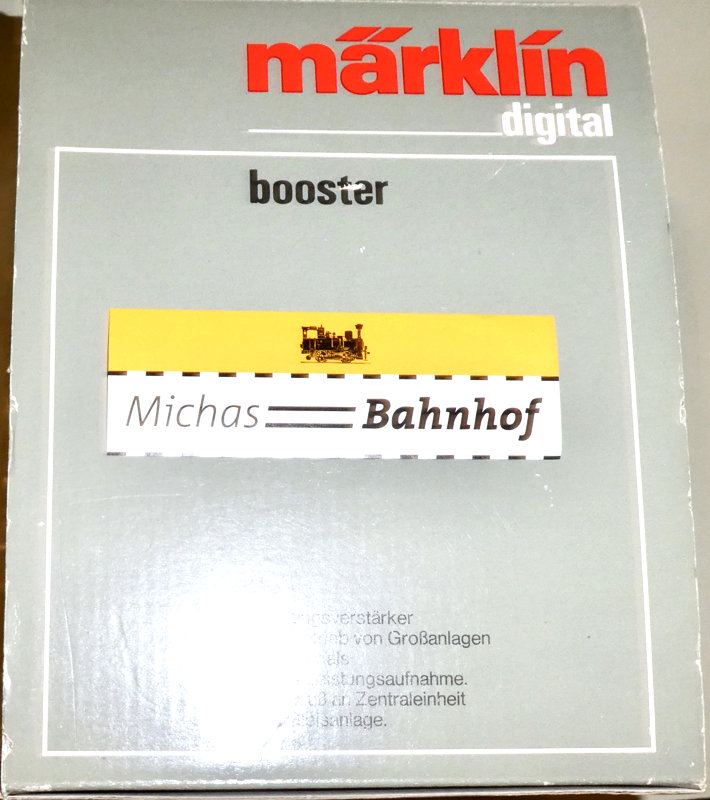 märklin
digital
booster
Michas Bahnhof
von Großanlagen
Zentraleinheit